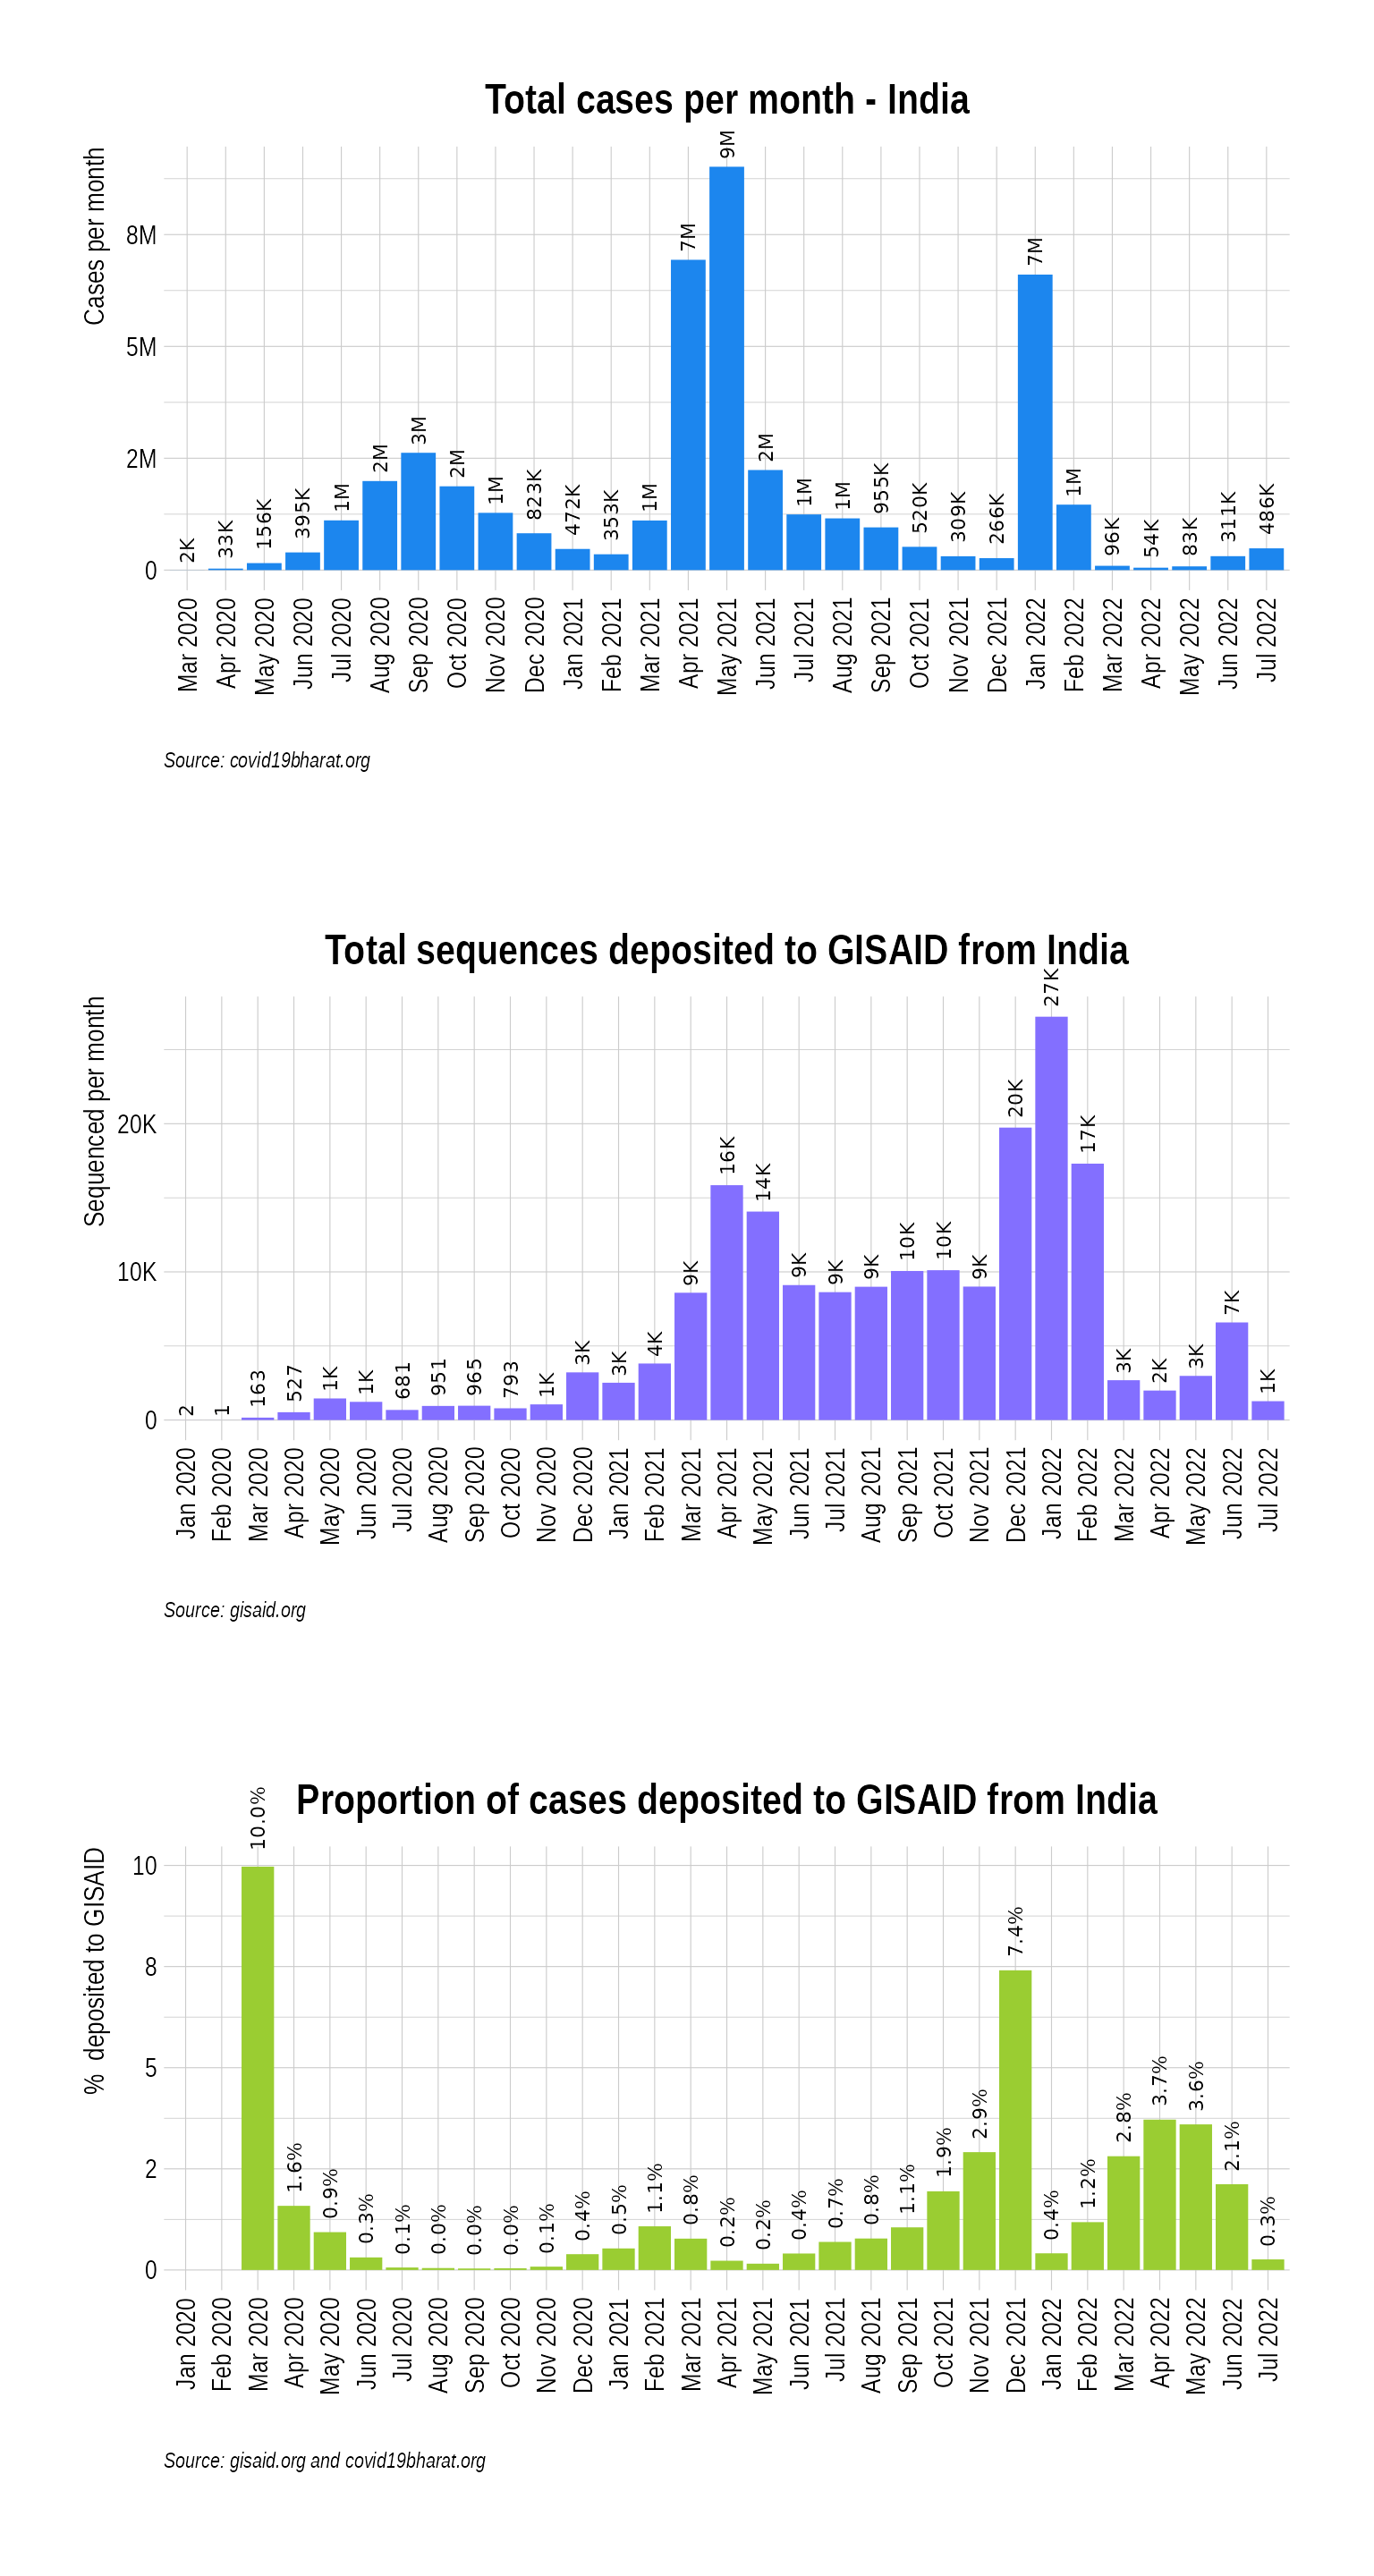 Total cases per month - India
Cases per month
8M
5M
2M
0
2K
33K
156K
395K
1M
2M
3M
2M
1M
823K
472K
353K
1M
7M
9M
2M
1M
1M
955K
520K
309K
266K
7M
1M
96K
54K
83K
311K
486K
Mar 2020
Apr 2020
May 2020
Jun 2020
Jul 2020
Aug 2020
Sep 2020
Oct 2020
Nov 2020
Dec 2020
Jan 2021
Feb 2021
Mar 2021
Apr 2021
May 2021
Jun 2021
Jul 2021
Aug 2021
Sep 2021
Oct 2021
Nov 2021
Dec 2021
Jan 2022
Feb 2022
Mar 2022
Apr 2022
May 2022
Jun 2022
Jul 2022
Source: covid19bharat.org
Total sequences deposited to GISAID from India
Sequenced per month
20K
10K
0
2
1
163
527
1K
1K
681
951
965
793
1K
3K
3K
4K
9K
16K
14K
9K
9K
9K
10K
10K
9K
20K
27K
17K
3K
2K
3K
7K
1K
Jan 2020
Feb 2020
Mar 2020
Apr 2020
May 2020
Jun 2020
Jul 2020
Aug 2020
Sep 2020
Oct 2020
Nov 2020
Dec 2020
Jan 2021
Feb 2021
Mar 2021
Apr 2021
May 2021
Jun 2021
Jul 2021
Aug 2021
Sep 2021
Oct 2021
Nov 2021
Dec 2021
Jan 2022
Feb 2022
Mar 2022
Apr 2022
May 2022
Jun 2022
Jul 2022
Source: gisaid.org
Proportion of cases deposited to GISAID from India
% deposited to GISAID
10
8
5
2
0
10.0%
1.6%
0.9%
0.3%
0.1%
0.0%
0.0%
0.0%
0.1%
0.4%
0.5%
1.1%
0.8%
0.2%
0.2%
0.4%
0.7%
0.8%
1.1%
1.9%
2.9%
7.4%
0.4%
1.2%
2.8%
3.7%
3.6%
2.1%
0.3%
Jan 2020
Feb 2020
Mar 2020
Apr 2020
May 2020
Jun 2020
Jul 2020
Aug 2020
Sep 2020
Oct 2020
Nov 2020
Dec 2020
Jan 2021
Feb 2021
Mar 2021
Apr 2021
May 2021
Jun 2021
Jul 2021
Aug 2021
Sep 2021
Oct 2021
Nov 2021
Dec 2021
Jan 2022
Feb 2022
Mar 2022
Apr 2022
May 2022
Jun 2022
Jul 2022
Source: gisaid.org and covid19bharat.org